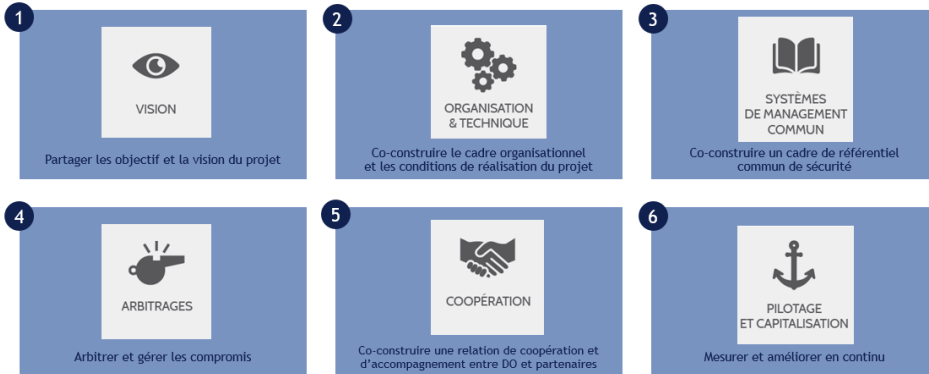 1
VISION
Partager les objectif et la vision du projet
2
ORGANISATION
& TECHNIQUE
Co-construire le cadre organisationnel
et les conditions de réalisation du projet
3
SYSTÈMES
DE MANAGEMENT
COMMUN
Co-construire un cadre de référentiel
commun de sécurité
4
ARBITRAGES
Arbitrer et gérer les compromis
5
COOPÉRATION
Co-construire une relation de coopération et
d'accompagnement entre DO et partenaires
6
PILOTAGE
ET CAPITALISATION
Mesurer et améliorer en continu